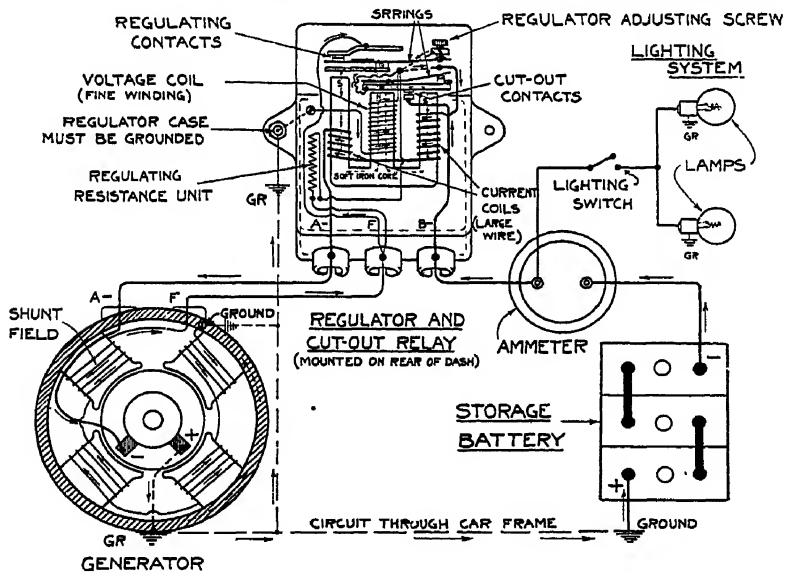 REGULATING
CONTACTS
SRRINGS
REGULATOR ADJUSTING SCREW
LIGHTING
SYSTEM
VOLTAGE COIL
(FINE WINDING)
CUT-OUT
CONTACTS
REGULATOR CASE
MUST BE GROUNDED
GR
LAMPS
REGULATING
RESISTANCE UNIT
SOFT IRON CORE
CURRENT
COILS
(LARGE
WIRE)
LIGHTING
SWITCH
GR
GR
A-
F
B-
A-
F
GROUND
SHUNT
FIELD
REGULATOR AND
CUT-OUT RELAY
(MOUNTED ON REAR OF DASH)
AMMETER
-
STORAGE
BATTERY
+
-
+
GR
CIRCUIT THROUGH CAR FRAME
GROUND
GENERATOR